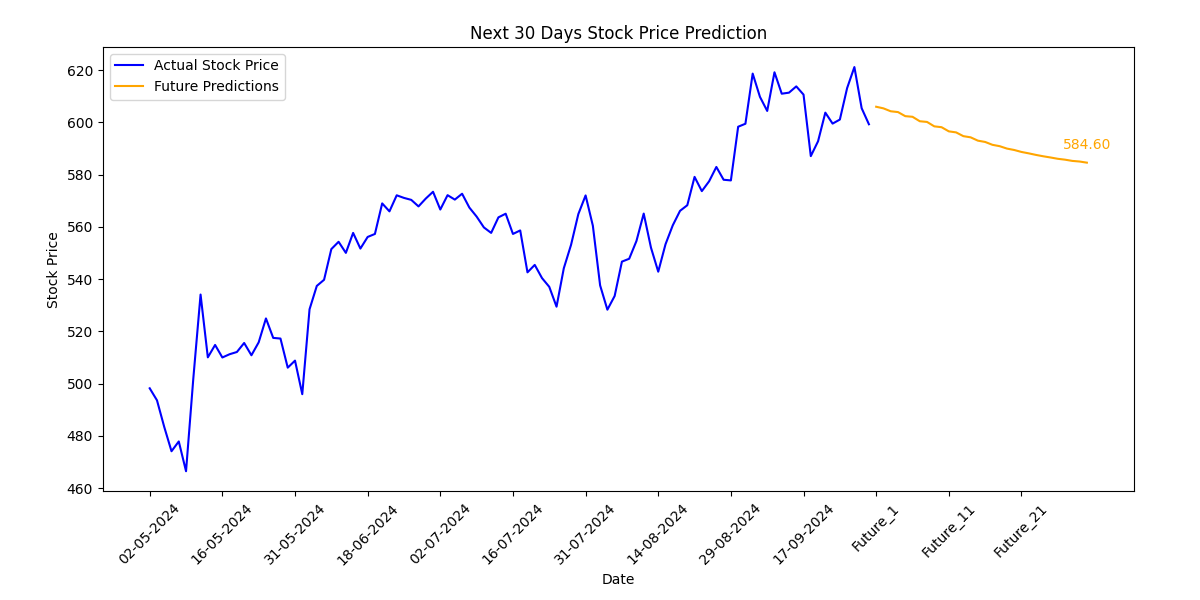 Next 30 Days Stock Price Prediction
Actual Stock Price
Future Predictions
620
600
580
560
540
520
500
480
460
Stock Price
584.60
02-05-2024
16-05-2024
31-05-2024
18-06-2024
02-07-2024
16-07-2024
31-07-2024
14-08-2024
29-08-2024
17-09-2024
Future_1
Future_11
Future_21
Date